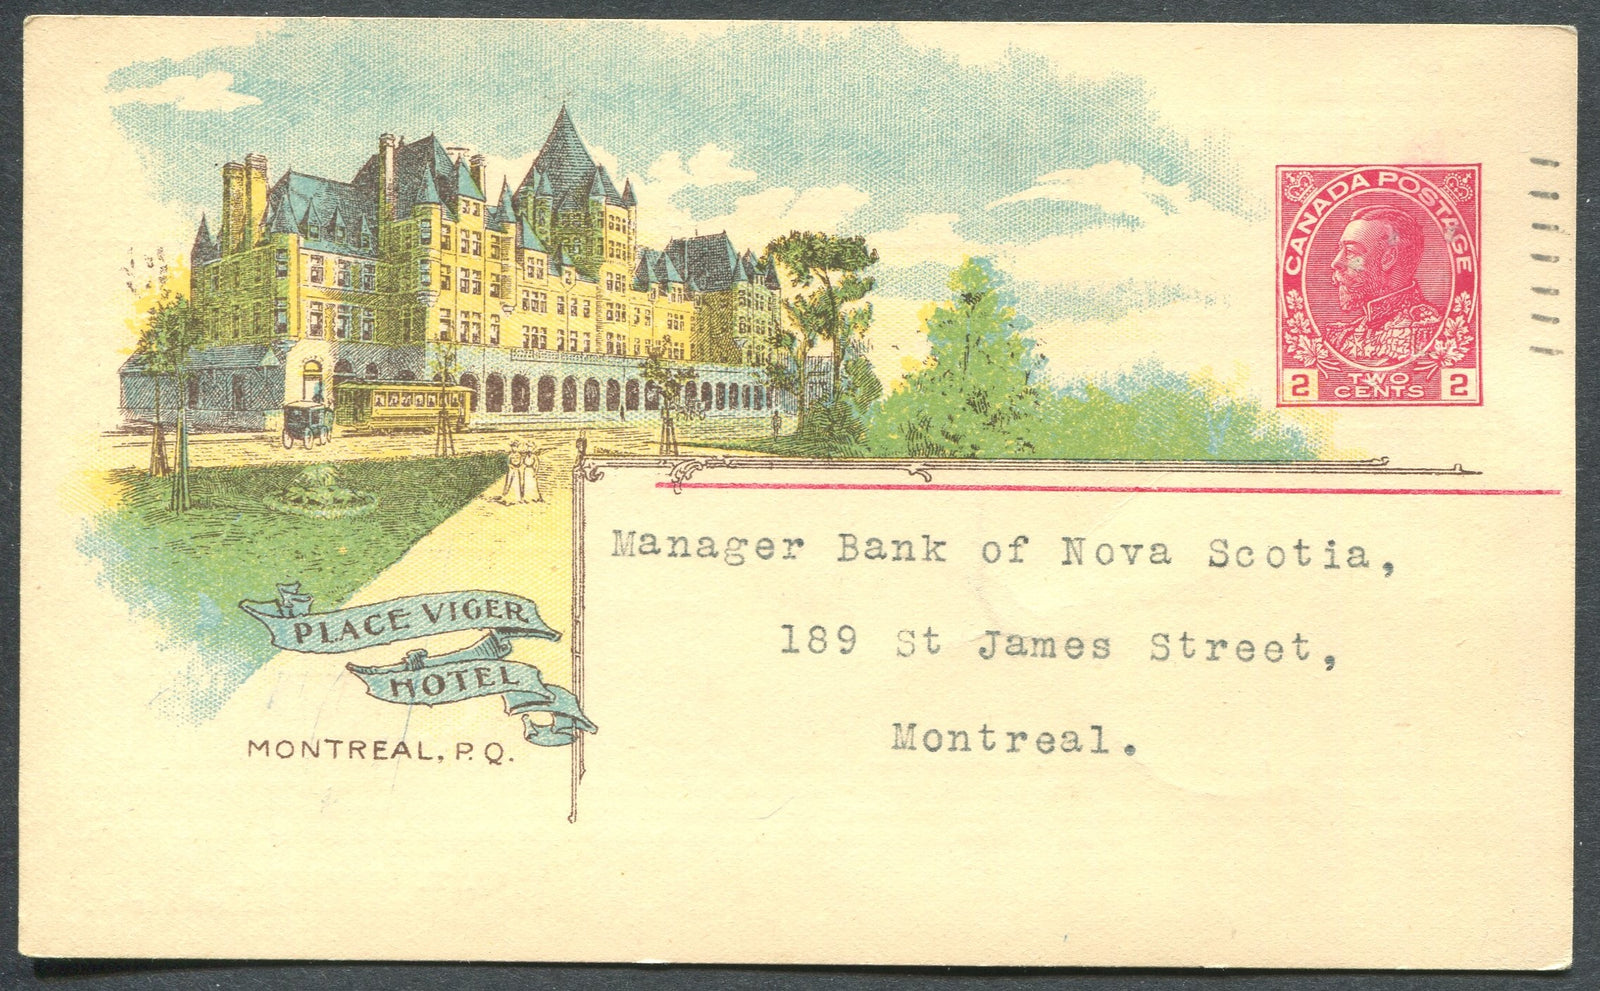 CANADA POSTAGE
2 TWO CENTS 2
Manager Bank of Nova Scotia,
189 St James Street,
Montreal.
PLACE VIGER
HOTEL
MONTREAL, P.Q.